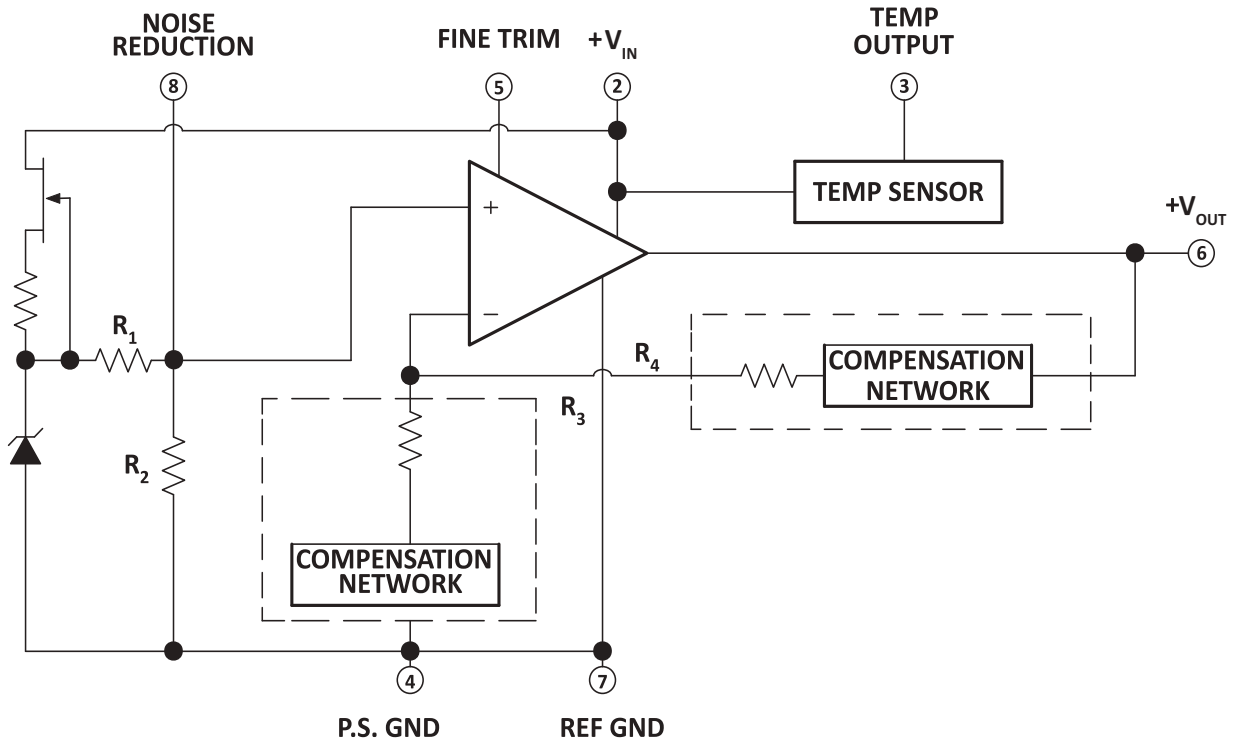 NOISE
REDUCTION
FINE TRIM
+VIN
TEMP
OUTPUT
8
5
2
3
TEMP SENSOR
+
+VOUT
6
−
R1
R4
COMPENSATION
NETWORK
R3
R2
COMPENSATION
NETWORK
4
7
P.S. GND
REF GND